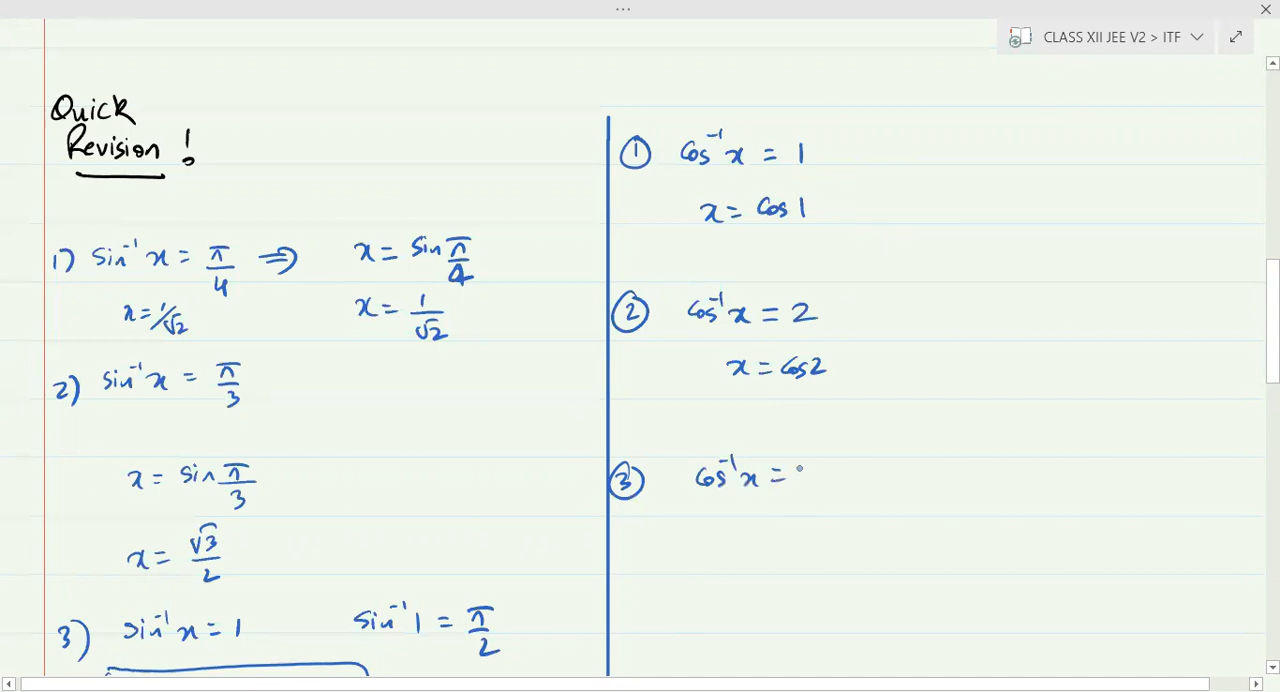 CLASS XII JEE V2 > ITF
Quick
Revision !
1) sin⁻¹x = π/4 ⇒ x = sin π/4
x = 1/√2 x = 1/√2
2) sin⁻¹x = π/3
x = sin π/3
x = √3/2
3) sin⁻¹x = 1 sin⁻¹1 = π/2
① cos⁻¹x = 1
x = cos 1
② cos⁻¹x = 2
x = cos2
③ cos⁻¹x =